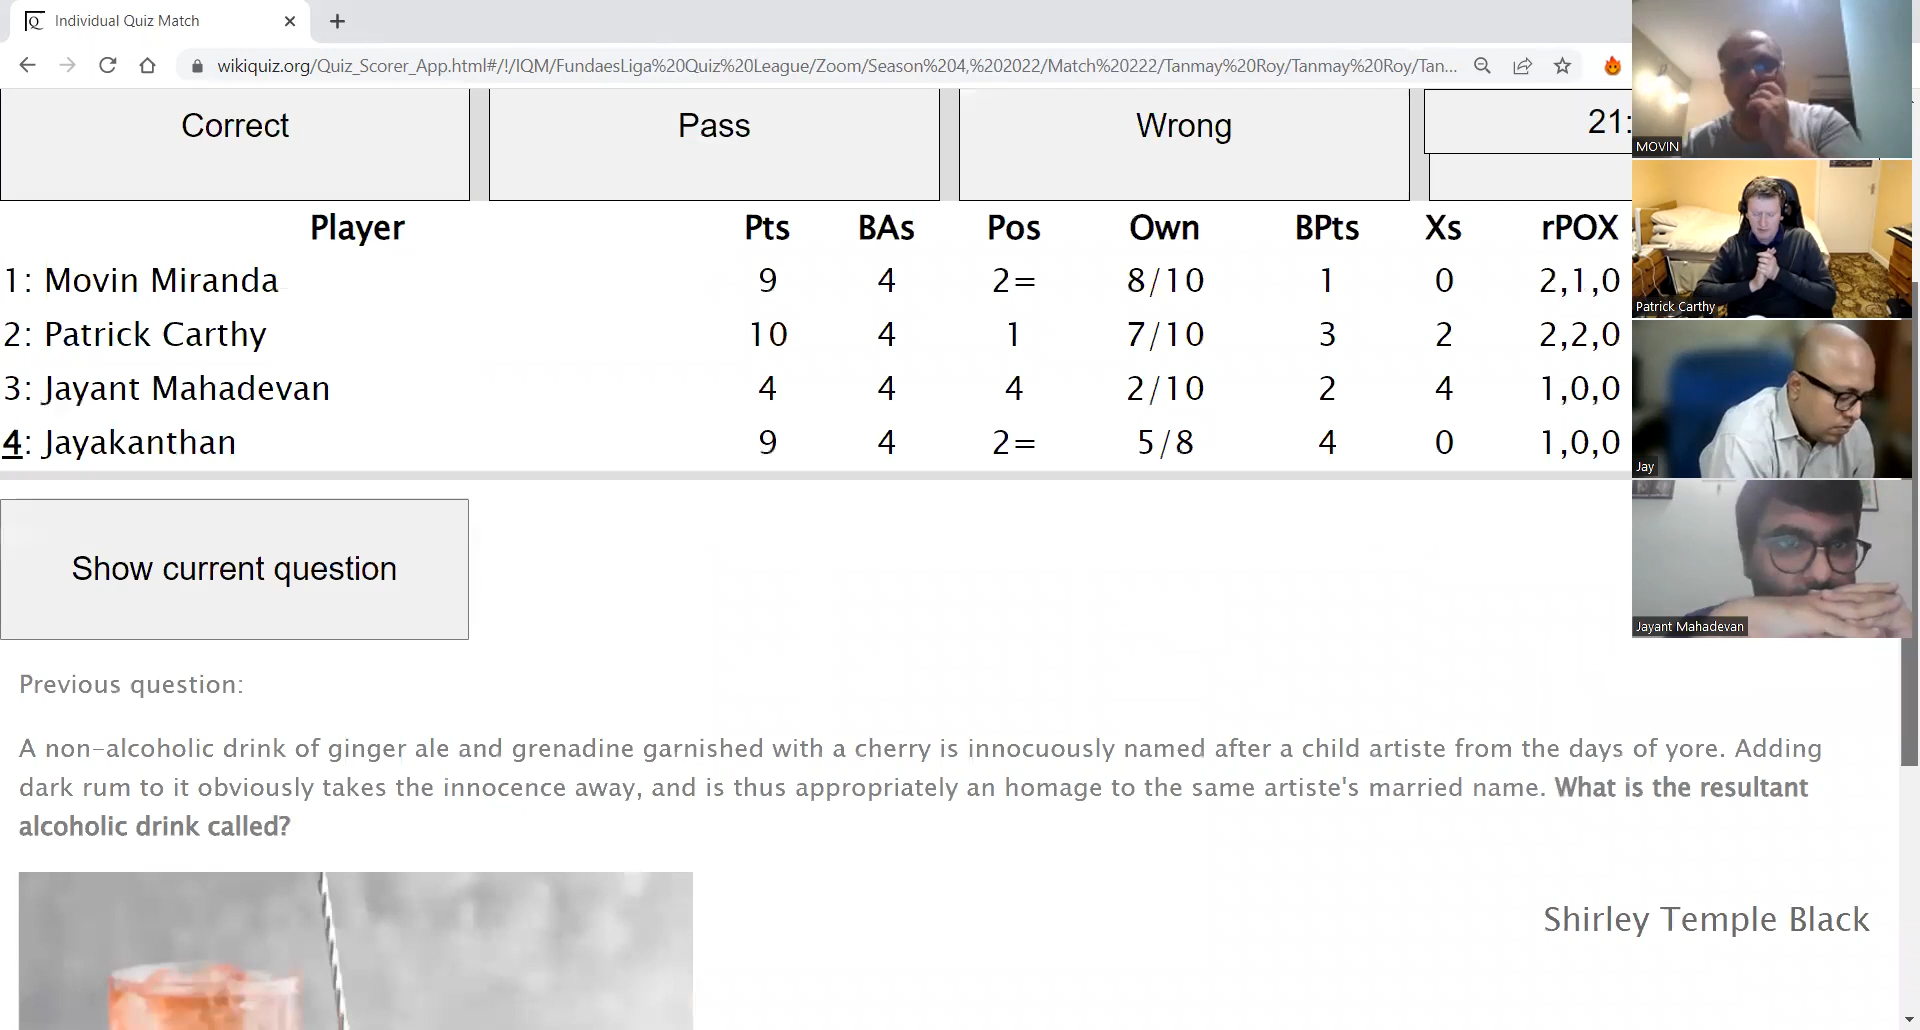 Individual Quiz Match
wikiquiz.org/Quiz_Scorer_App.html#/!/IQM/FundaesLiga%20Quiz%20League/Zoom/Season%204,%202022/Match%20222/Tanmay%20Roy/Tanmay%20Roy/Tan...
Correct Pass Wrong 21:
Player Pts BAs Pos Own BPts Xs rPOX
1: Movin Miranda 9 4 2= 8/10 1 0 2,1,0
2: Patrick Carthy 10 4 1 7/10 3 2 2,2,0
3: Jayant Mahadevan 4 4 4 2/10 2 4 1,0,0
4: Jayakanthan 9 4 2= 5/8 4 0 1,0,0
MOVIN
Patrick Carthy
Jay
Jayant Mahadevan
Show current question
Previous question:
A non-alcoholic drink of ginger ale and grenadine garnished with a cherry is innocuously named after a child artiste from the days of yore. Adding
dark rum to it obviously takes the innocence away, and is thus appropriately an homage to the same artiste's married name. What is the resultant
alcoholic drink called?
Shirley Temple Black